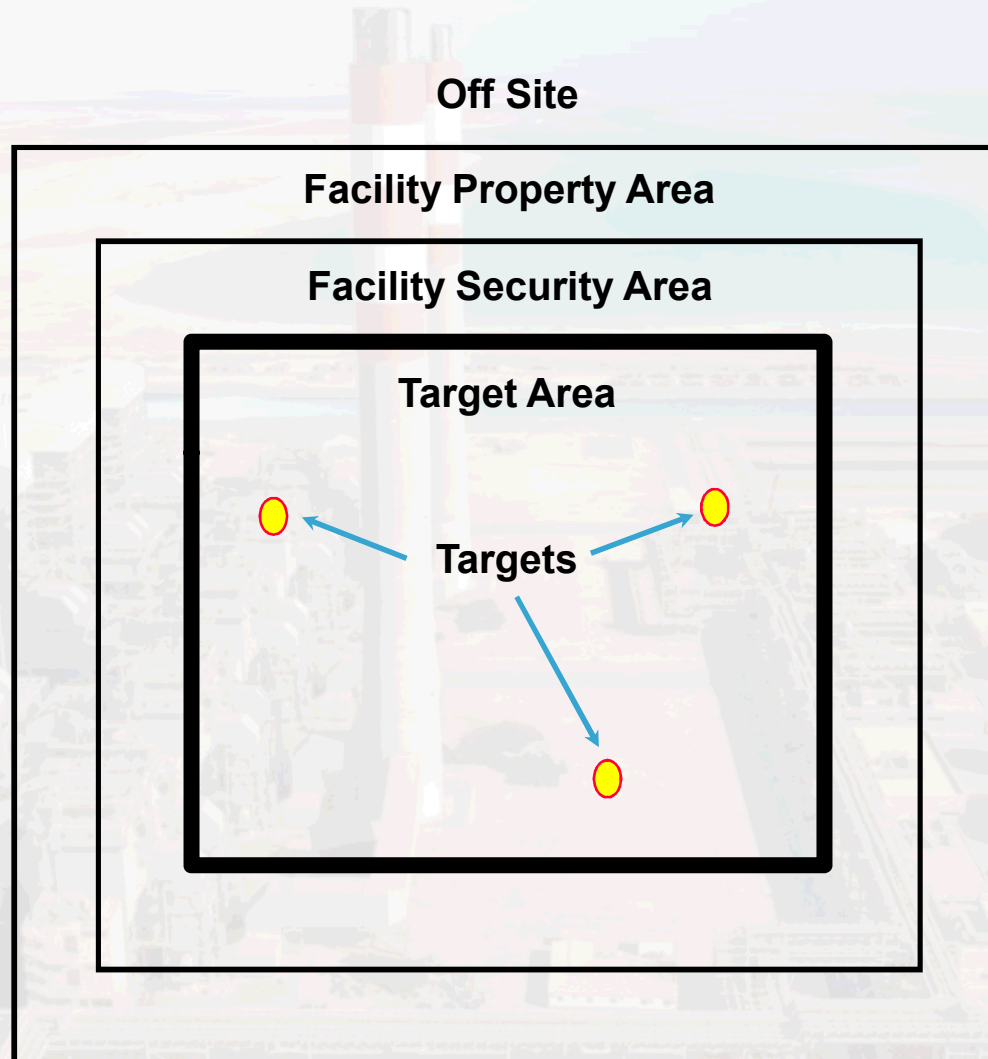 Off Site
Facility Property Area
Facility Security Area
Target Area
Targets